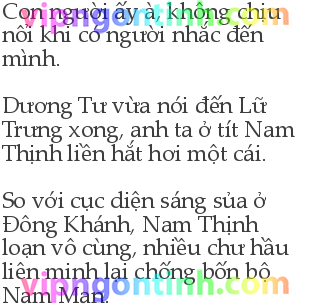 Con người ấy à, không chịu
nổi khi có người nhắc đến
mình.
Dương Tư vừa nói đến Lữ
Trưng xong, anh ta ở tít Nam
Thịnh liền hắt hơi một cái.
So với cục diện sáng sủa ở
Đông Khánh, Nam Thịnh
loạn vô cùng, nhiều chư hầu
liên minh lại chống bốn bộ
Nam Man.
vipngontinh.com
vipngontinh.com